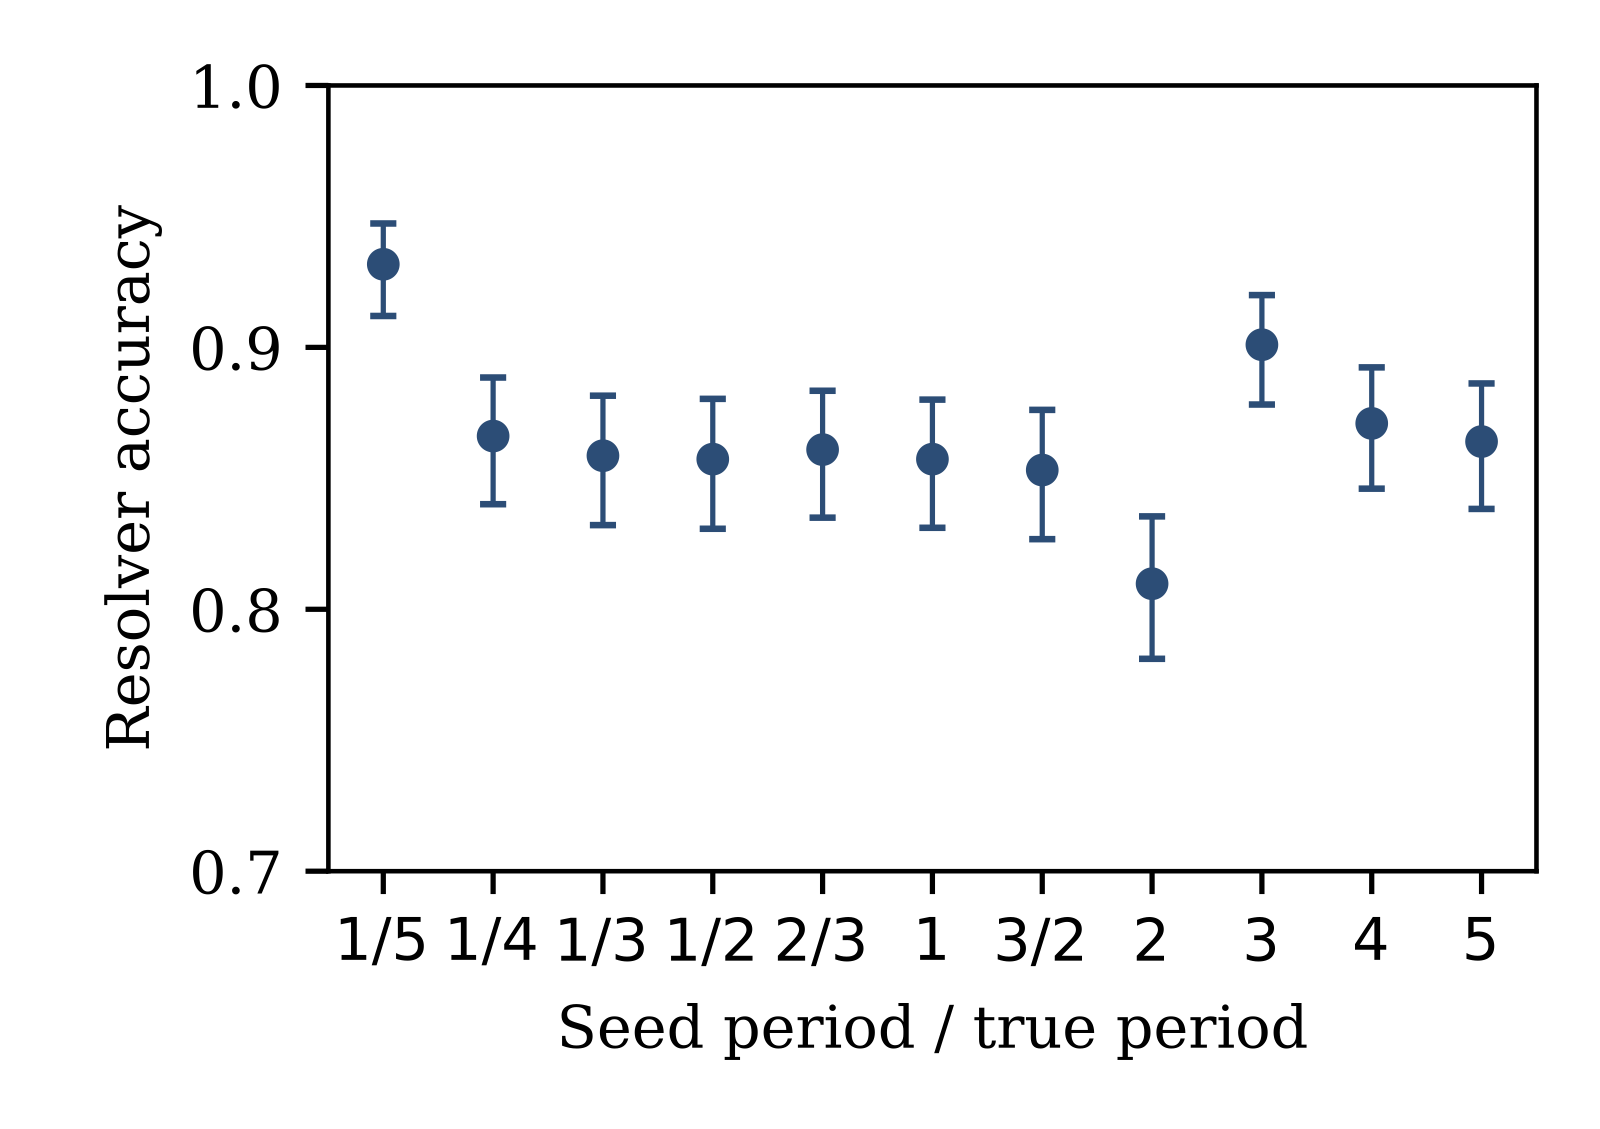 1.0
0.9
0.8
0.7
Resolver accuracy
1/5 1/4 1/3 1/2 2/3 1 3/2 2 3 4 5
Seed period / true period